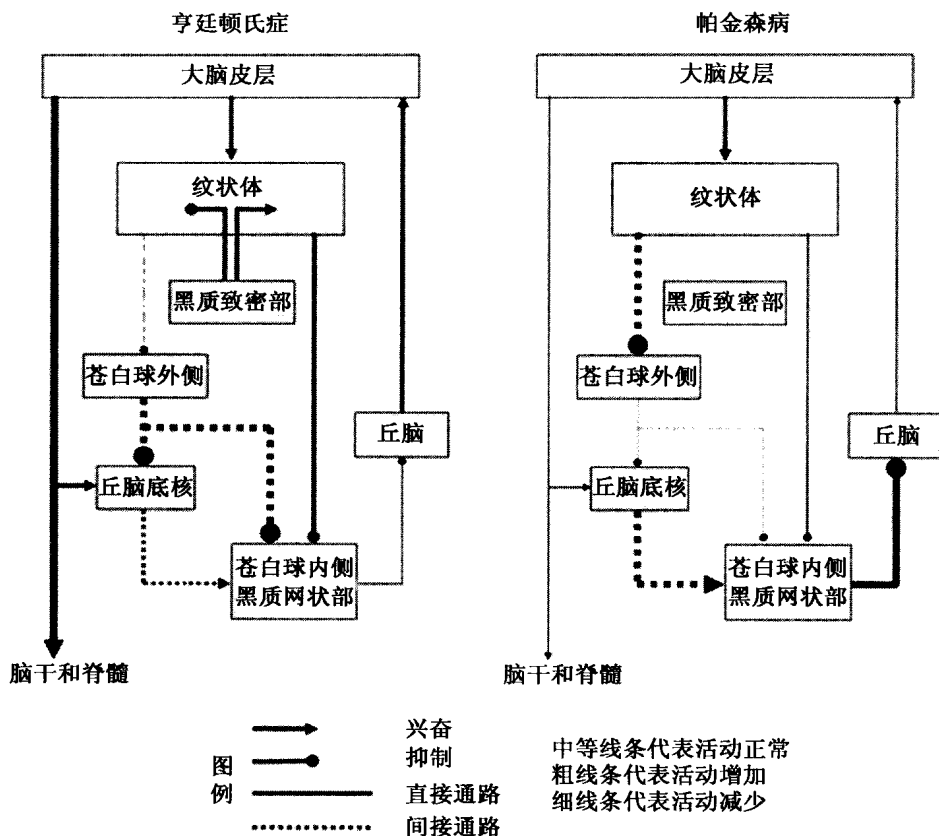 亨廷顿氏症
大脑皮层
纹状体
黑质致密部
苍白球外侧
丘脑
丘脑底核
苍白球内侧
黑质网状部
脑干和脊髓
帕金森病
大脑皮层
纹状体
黑质致密部
苍白球外侧
丘脑
丘脑底核
苍白球内侧
黑质网状部
脑干和脊髓
图
例
兴奋
抑制
直接通路
间接通路
中等线条代表活动正常
粗线条代表活动增加
细线条代表活动减少